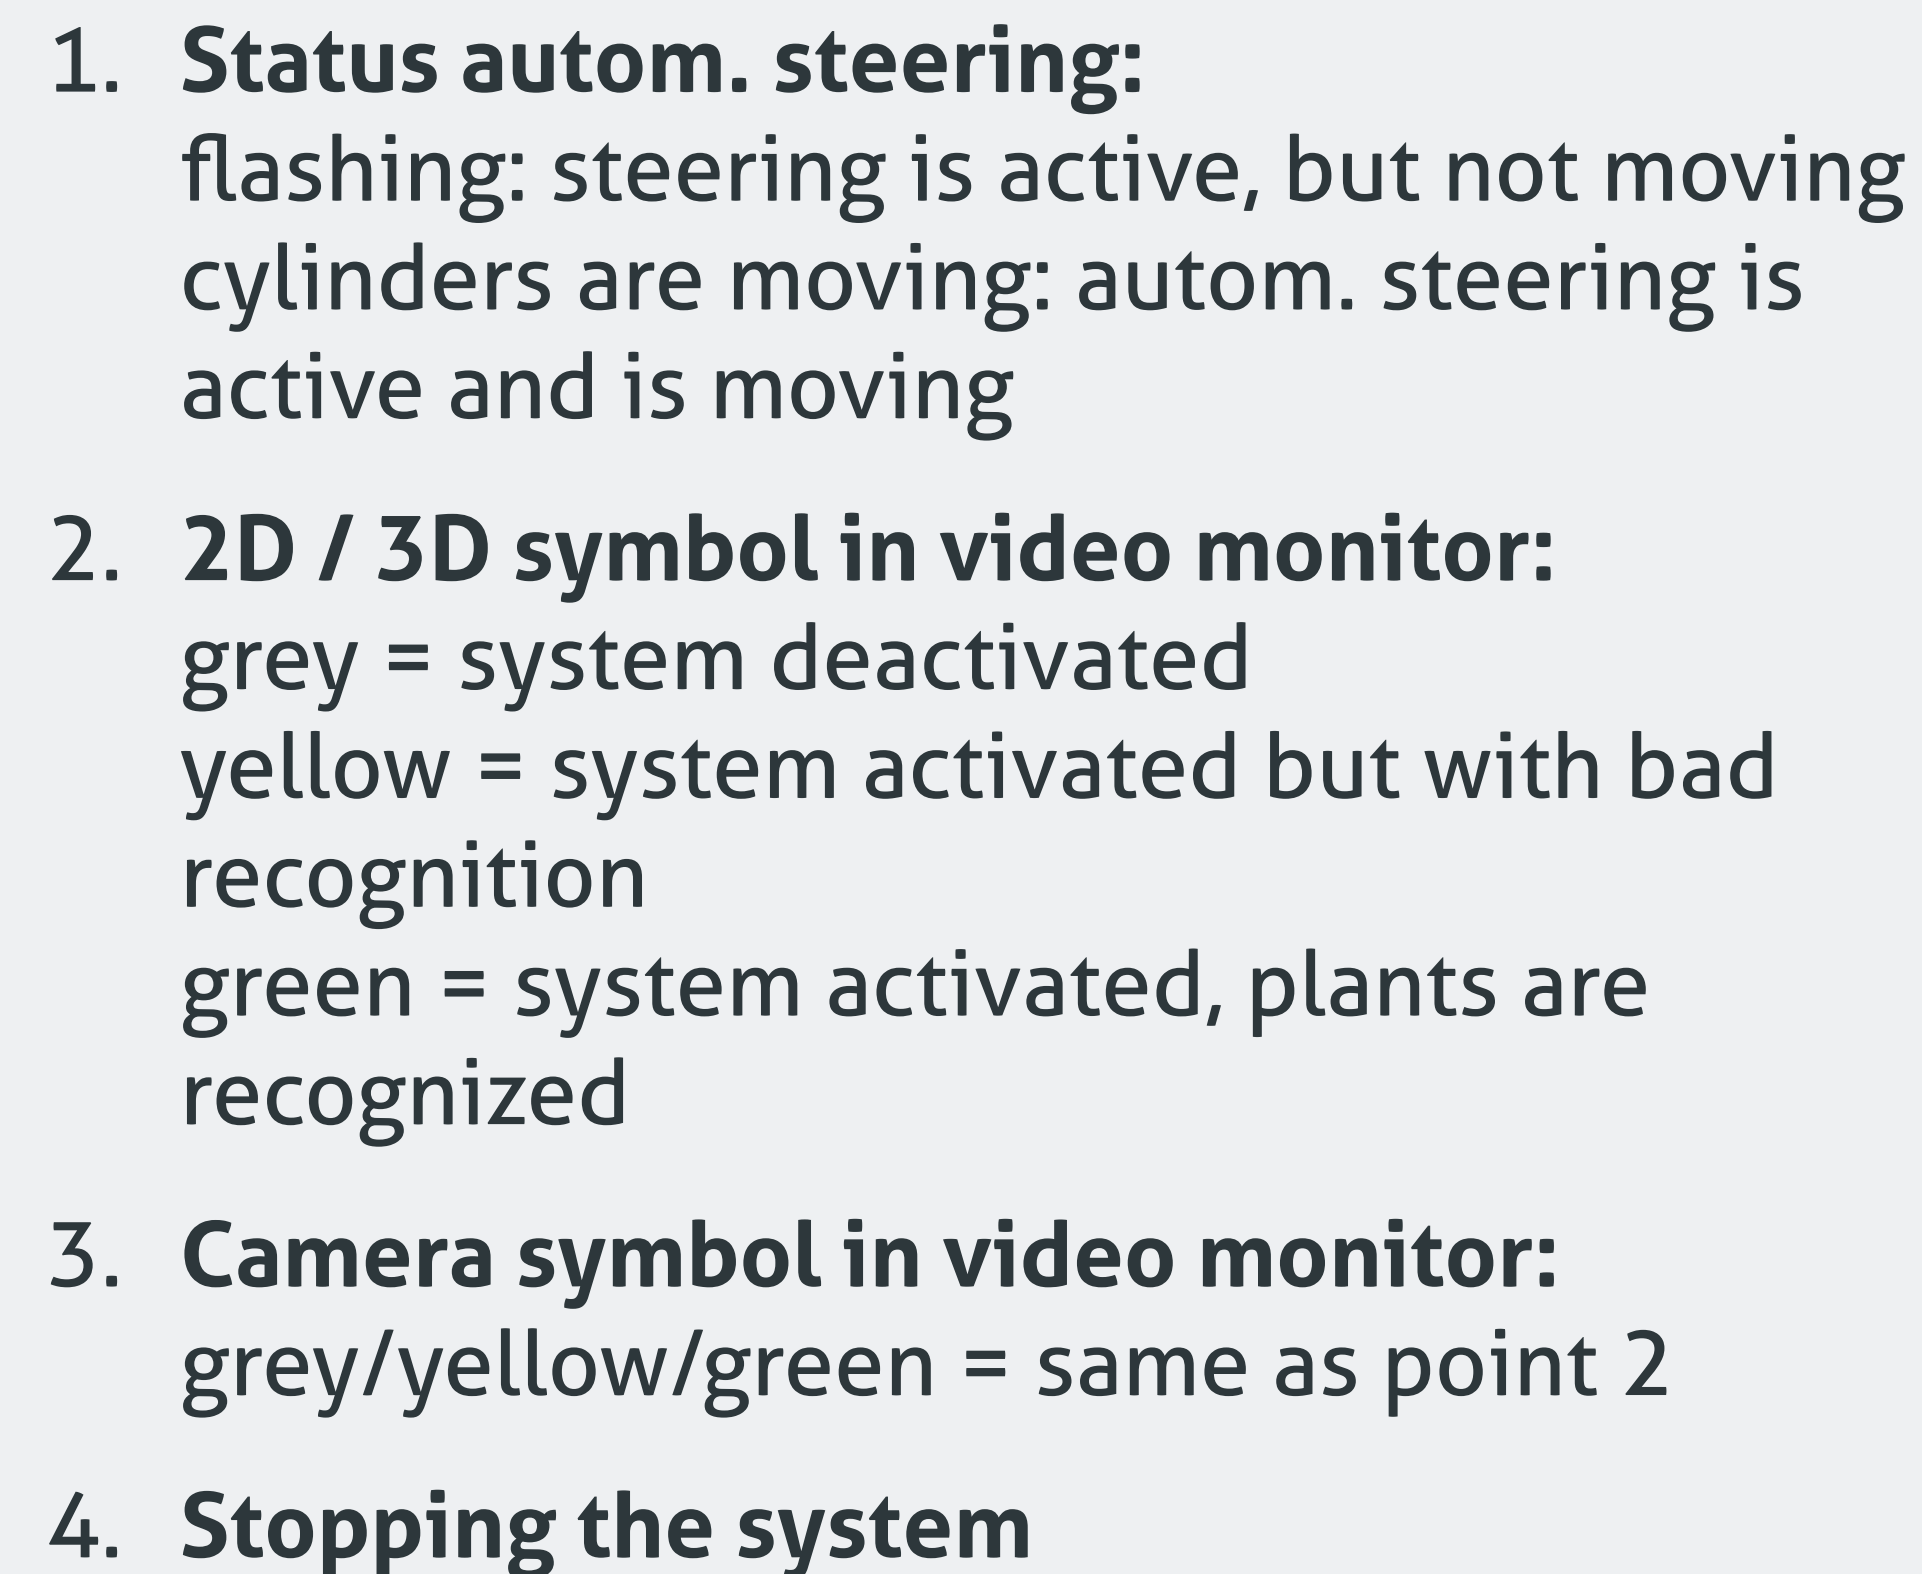 1. Status autom. steering:
flashing: steering is active, but not moving
cylinders are moving: autom. steering is
active and is moving
2. 2D / 3D symbol in video monitor:
grey = system deactivated
yellow = system activated but with bad
recognition
green = system activated, plants are
recognized
3. Camera symbol in video monitor:
grey/yellow/green = same as point 2
4. Stopping the system